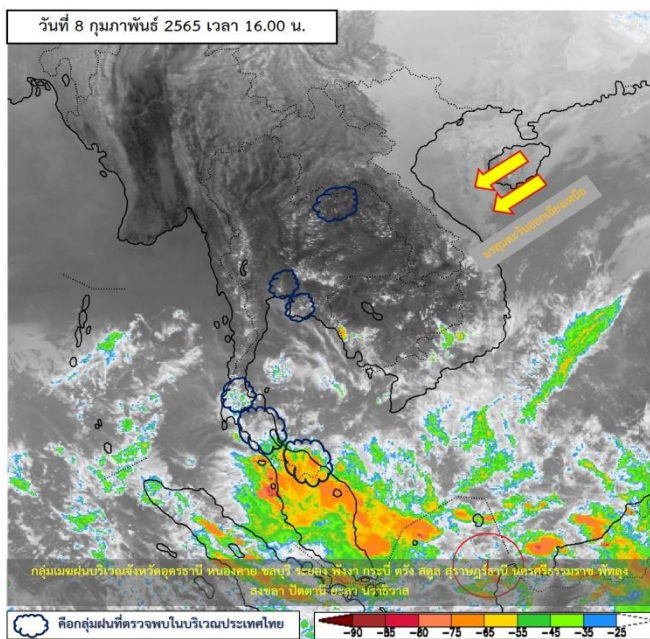 วันที่ 8 กุมภาพันธ์ 2565 เวลา 16.00 น.
มรสุมตะวันออกเฉียงเหนือ
กลุ่มเมฆฝนบริเวณจังหวัดอุดรธานี หนองคาย ชลบุรี ระยอง พังงา กระบี่ ตรัง สตูล สุราษฎร์ธานี นครศรีธรรมราช พัทลุง
สงขลา ปัตตานี ยะลา นราธิวาส
คือกลุ่มฝนที่ตรวจพบในบริเวณประเทศไทย
-90 -80 -75 -65 -55 -45 -35 -25